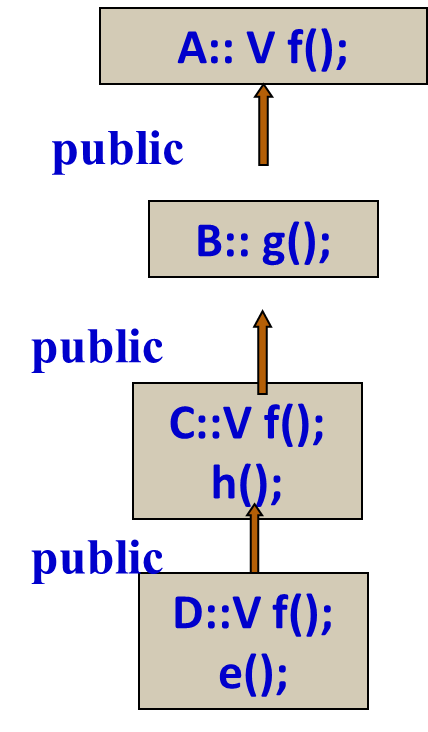 A:: V f();
public
B:: g();
public
C::V f();
h();
public
D::V f();
e();